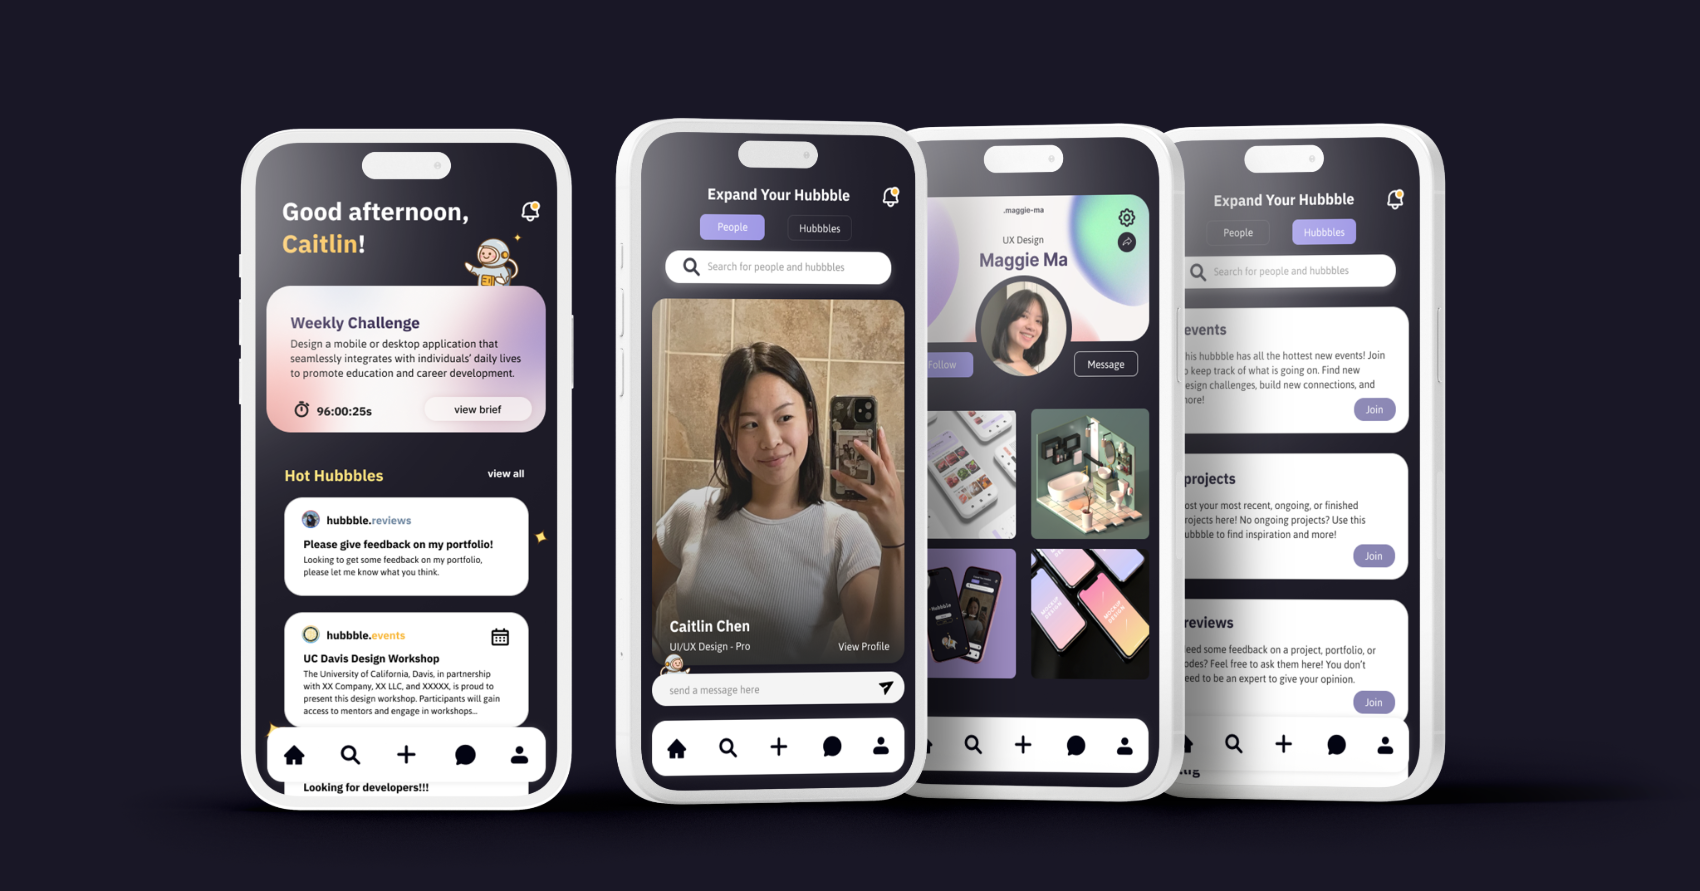 Good afternoon,
Caitlin!
Weekly Challenge
Design a mobile or desktop application that
seamlessly integrates with individuals' daily lives
to promote education and career development.
96:00:25s
view brief
Hot Hubbbles
view all
hubbble.reviews
Please give feedback on my portfolio!
Looking to get some feedback on my portfolio,
please let me know what you think.
hubbble.events
UC Davis Design Workshop
The University of California, Davis, in partnership
with XX Company, XX LLC, and XXXXX, is proud to
present this design workshop. Participants will gain
access to mentors and engage in workshops...
Looking for developers!!!
Expand Your Hubbble
People
Hubbbles
Search for people and hubbbles
Caitlin Chen
UI/UX Design - Pro
View Profile
send a message here
.maggie-ma
UX Design
Maggie Ma
Follow
Message
MOCKUP
DESIGN
MOCKUP
DESIGN
Expand Your Hubbble
People
Hubbbles
Search for people and hubbbles
events
his hubbble has all the hottest new events! Join
o keep track of what is going on. Find new
esign challenges, build new connections, and
ore!
Join
projects
ost your most recent, ongoing, or finished
rojects here! No ongoing projects? Use this
ubbble to find inspiration and more!
Join
reviews
eed some feedback on a project, portfolio, or
odes? Feel free to ask them here! You don't
eed to be an expert to give your opinion.
Join